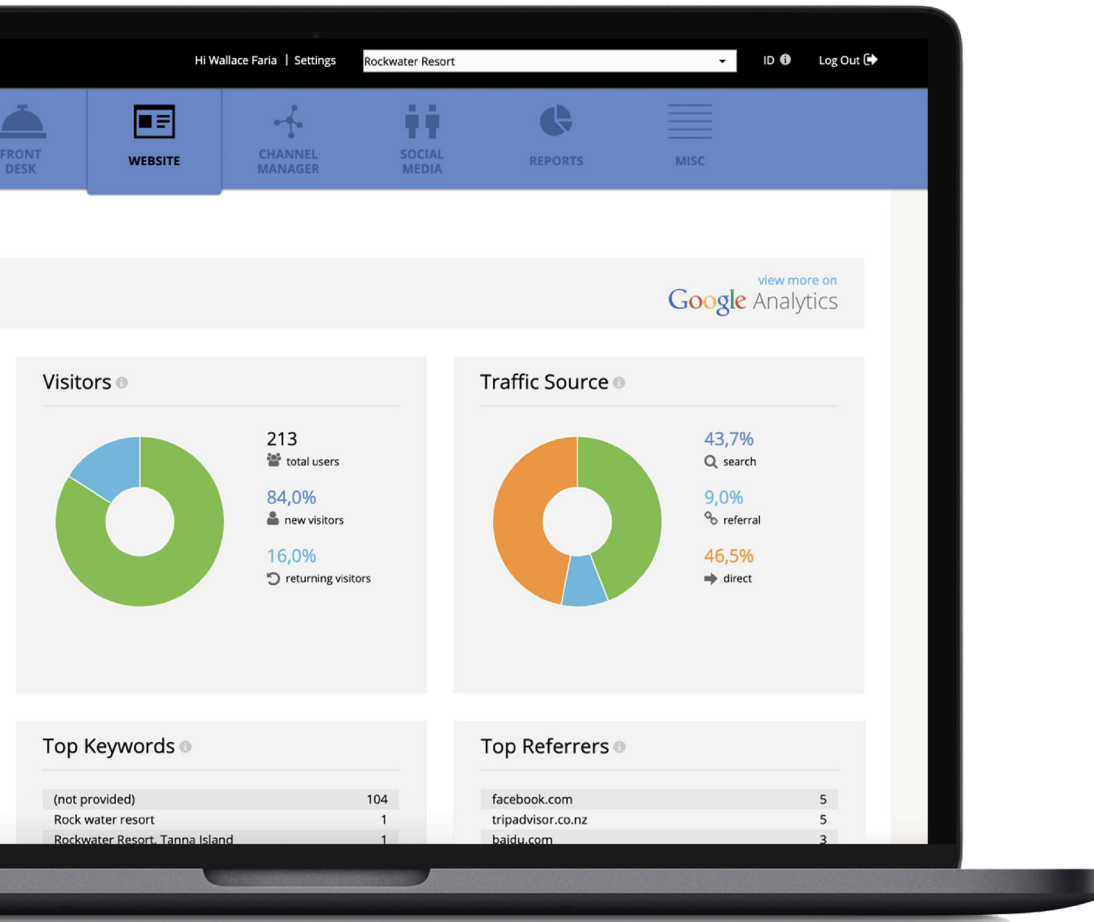 Hi Wallace Faria | Settings
Rockwater Resort
ID
Log Out
FRONT
DESK
WEBSITE
CHANNEL
MANAGER
SOCIAL
MEDIA
REPORTS
MISC
view more on
Google Analytics
Visitors
213
total users
84,0%
new visitors
16,0%
returning visitors
Traffic Source
43,7%
search
9,0%
referral
46,5%
direct
Top Keywords
(not provided) 104
Rock water resort 1
Rockwater Resort, Tanna Island 1
Top Referrers
facebook.com 5
tripadvisor.co.nz 5
baidu.com 3